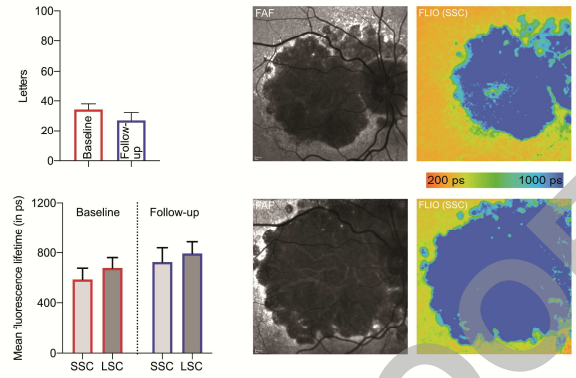 100
80
60
40
20
0
Letters
Baseline
Follow-
up
FAF
FLIO (SSC)
200 ps 1000 ps
FAF
FLIO (SSC)
1200
800
400
0
Mean fluorescence lifetime (in ps)
Baseline Follow-up
SSC LSC SSC LSC